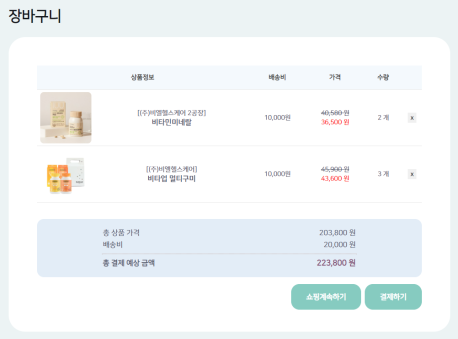 장바구니
상품정보 배송비 가격 수량
[(주)비엘헬스케어 2공장]
비타민미네랄
10,000원
40,580 원
36,500 원
2 개
x
[(주)비엘헬스케어]
비타업 멀티구미
10,000원
45,900 원
43,600 원
3 개
x
총 상품 가격 203,800 원
배송비 20,000 원
총 결제 예상 금액 223,800 원
쇼핑계속하기 결제하기